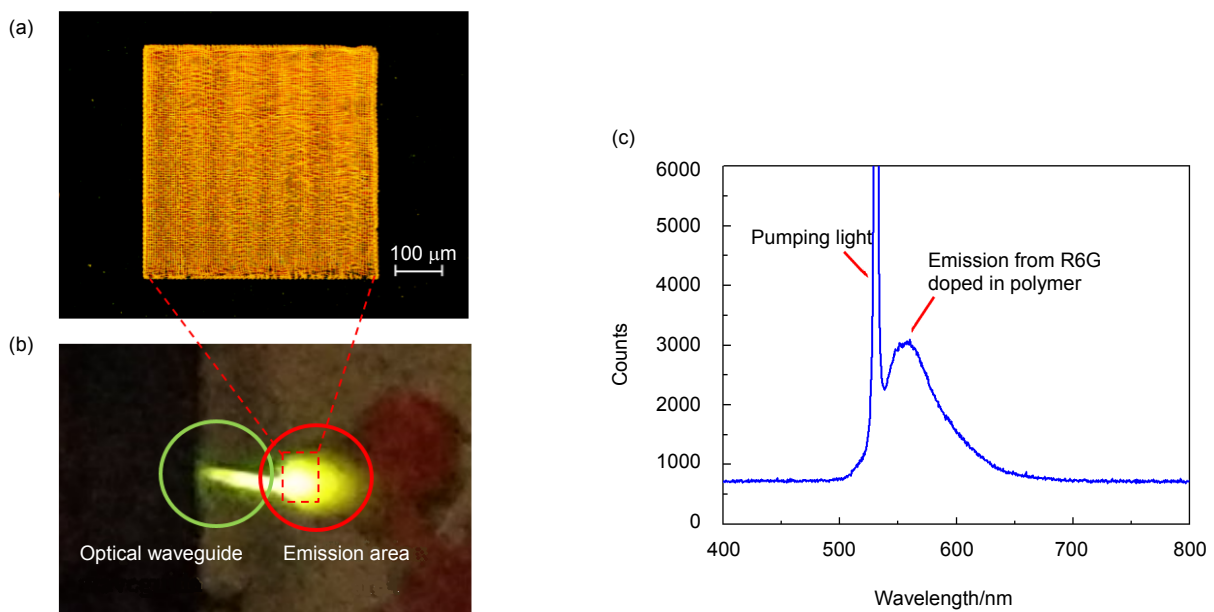 (a)
100 μm
(b)
Optical waveguide
Emission area
(c)
6000
5000
4000
3000
2000
1000
0
Counts
Pumping light
Emission from R6G
doped in polymer
400
500
600
700
800
Wavelength/nm